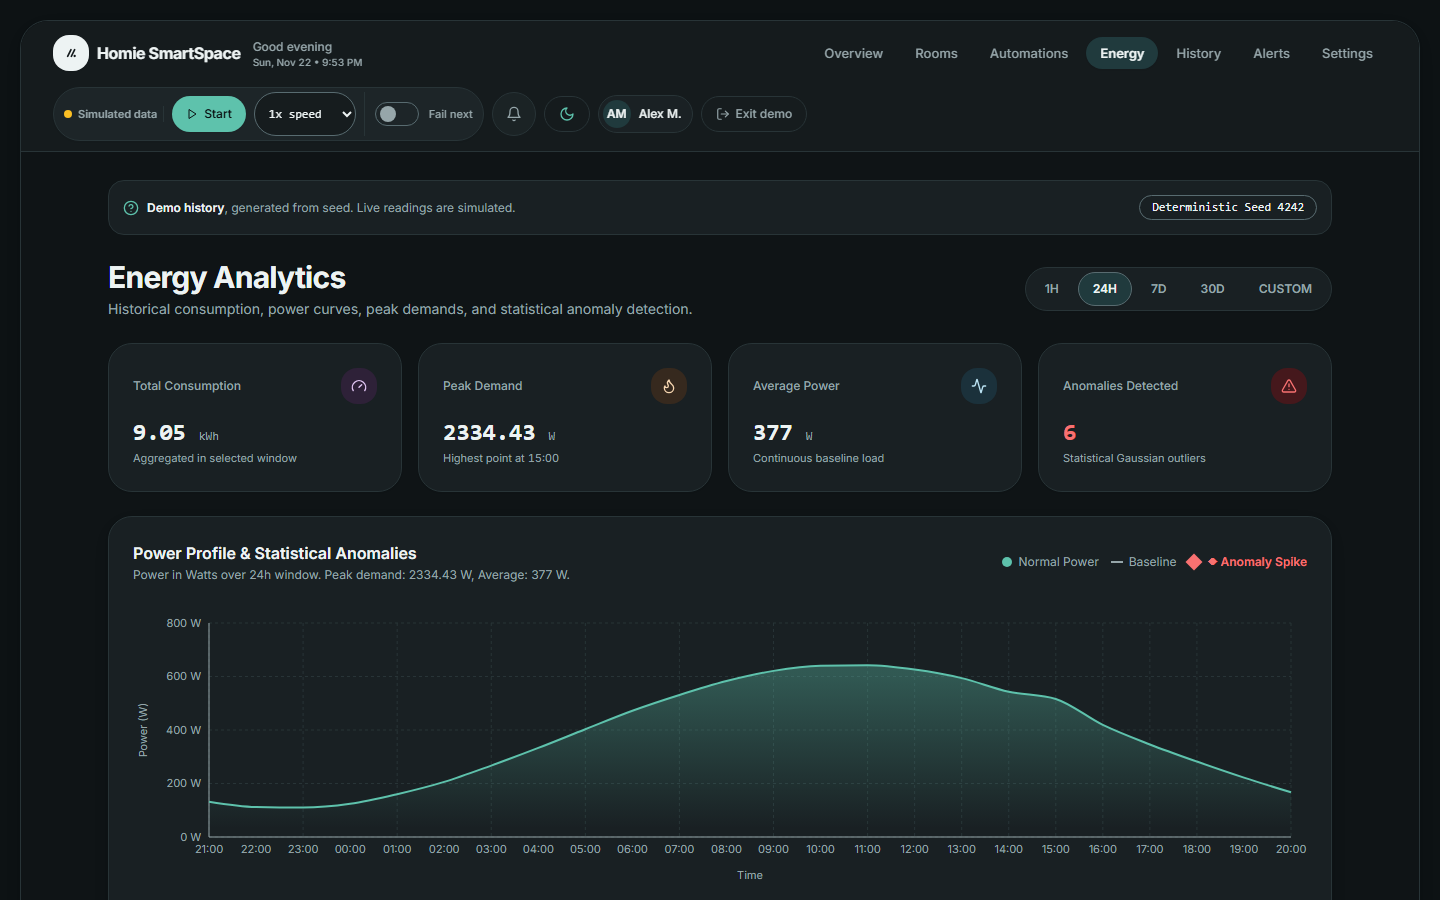 Homie SmartSpace
Good evening
Sun, Nov 22 • 9:53 PM
Overview Rooms Automations Energy History Alerts Settings
Simulated data Start 1x speed Fail next AM Alex M. Exit demo
Demo history, generated from seed. Live readings are simulated. Deterministic Seed 4242
Energy Analytics
Historical consumption, power curves, peak demands, and statistical anomaly detection.
1H 24H 7D 30D CUSTOM
Total Consumption
9.05 kWh
Aggregated in selected window
Peak Demand
2334.43 W
Highest point at 15:00
Average Power
377 W
Continuous baseline load
Anomalies Detected
6
Statistical Gaussian outliers
Power Profile & Statistical Anomalies
Power in Watts over 24h window. Peak demand: 2334.43 W, Average: 377 W.
Normal Power Baseline Anomaly Spike
800 W
600 W
400 W
200 W
0 W
Power (W)
21:00 22:00 23:00 00:00 01:00 02:00 03:00 04:00 05:00 06:00 07:00 08:00 09:00 10:00 11:00 12:00 13:00 14:00 15:00 16:00 17:00 18:00 19:00 20:00
Time